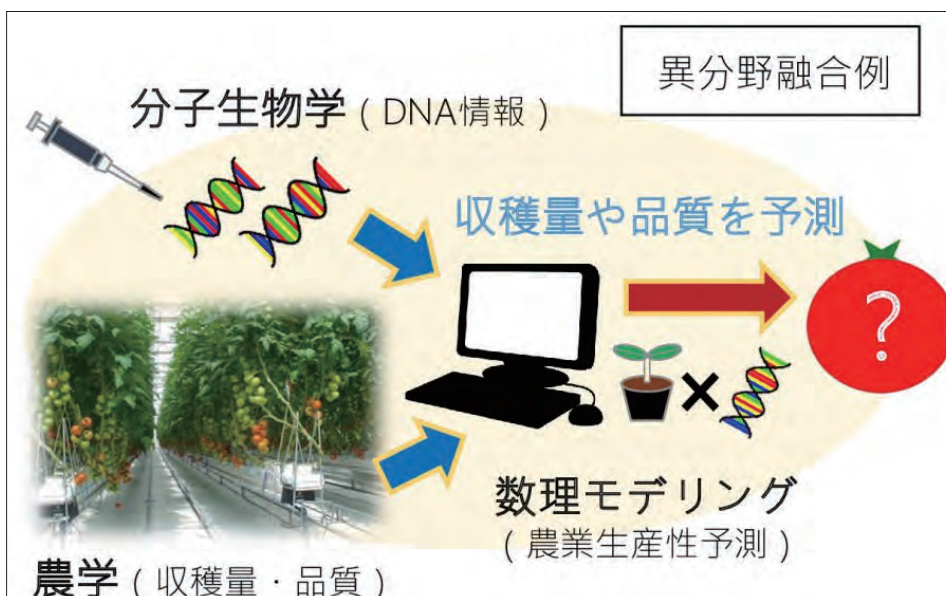 異分野融合例
分子生物学 ( DNA情報 )
収穫量や品質を予測
?
数理モデリング
( 農業生産性予測 )
農学 ( 収穫量・品質 )